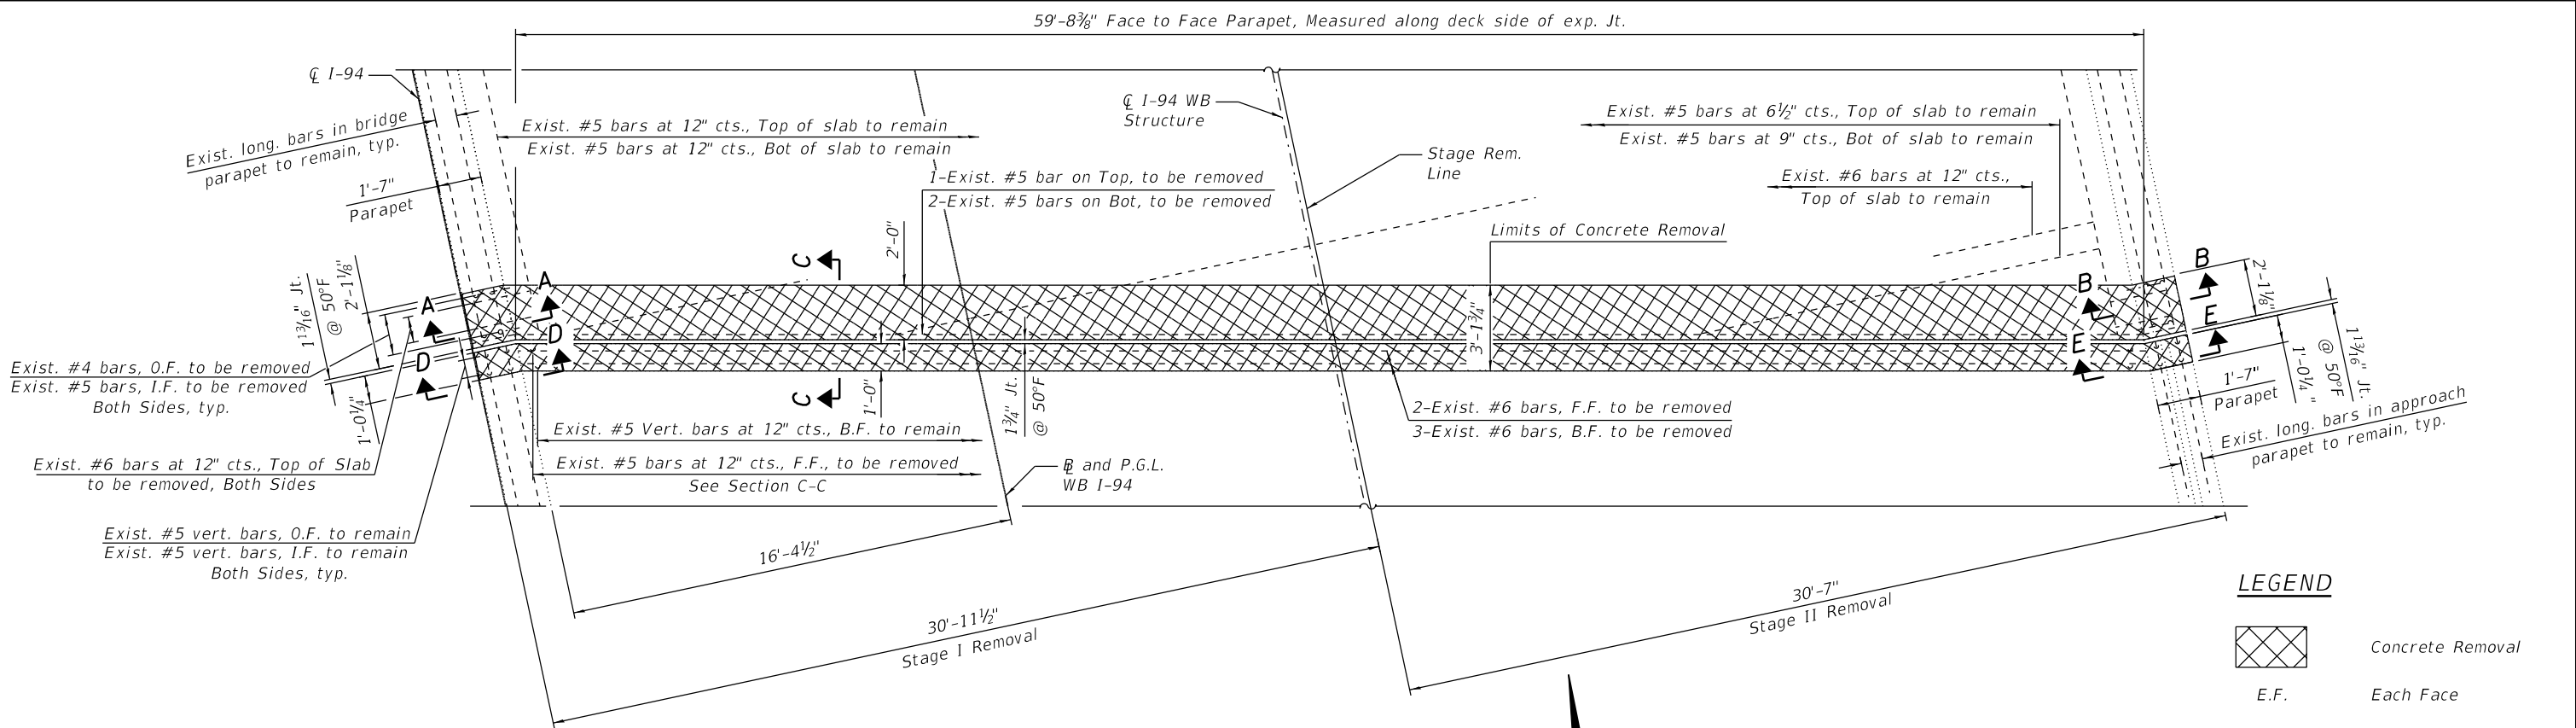 59'-8⅜" Face to Face Parapet, Measured along deck side of exp. Jt.
℄ I-94
Exist. long. bars in bridge
parapet to remain, typ.
1'-7"
Parapet
Exist. #5 bars at 12" cts., Top of slab to remain
Exist. #5 bars at 12" cts., Bot of slab to remain
℄ I-94 WB
Structure
Stage Rem.
Line
Exist. #5 bars at 6½" cts., Top of slab to remain
Exist. #5 bars at 9" cts., Bot of slab to remain
Exist. #6 bars at 12" cts.,
Top of slab to remain
1-Exist. #5 bar on Top, to be removed
2-Exist. #5 bars on Bot, to be removed
2'-0"
Limits of Concrete Removal
C
A
A
B
B
D
D
E
E
C
1 13/16" Jt.
@ 50°F
2'-1⅛"
1'-0¼"
Exist. #4 bars, O.F. to be removed
Exist. #5 bars, I.F. to be removed
Both Sides, typ.
Exist. #6 bars at 12" cts., Top of Slab
to be removed, Both Sides
Exist. #5 vert. bars, O.F. to remain
Exist. #5 vert. bars, I.F. to remain
Both Sides, typ.
Exist. #5 Vert. bars at 12" cts., B.F. to remain
Exist. #5 bars at 12" cts., F.F., to be removed
See Section C-C
1'-0"
1¾" Jt.
@ 50°F
3'-1¾"
2-Exist. #6 bars, F.F. to be removed
3-Exist. #6 bars, B.F. to be removed
2'-1⅛"
1 13/16" Jt.
@ 50°F
1'-0¼"
1'-7"
Parapet
Exist. long. bars in approach
parapet to remain, typ.
℄ and P.G.L.
WB I-94
16'-4½"
30'-11½"
Stage I Removal
30'-7"
Stage II Removal
LEGEND
Concrete Removal
E.F. Each Face